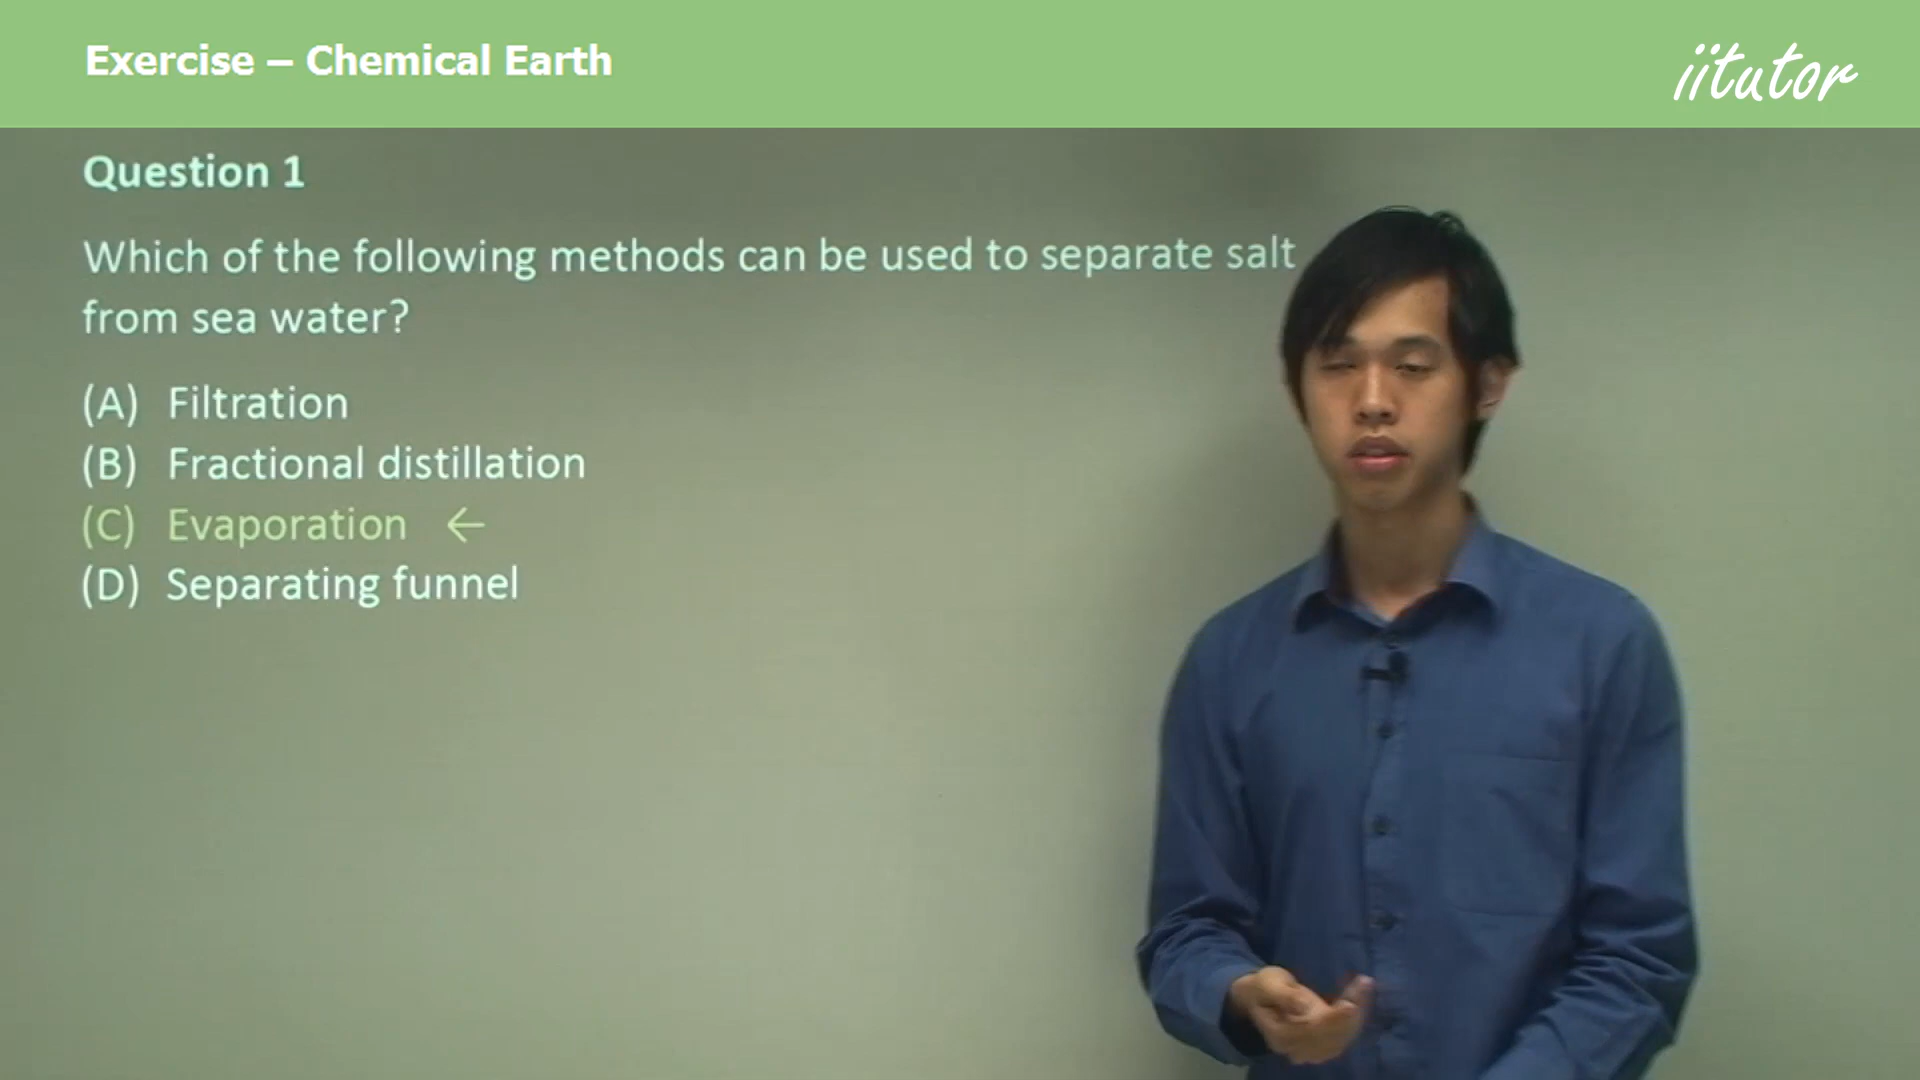 Exercise – Chemical Earth
iitutor
Question 1
Which of the following methods can be used to separate salt
from sea water?
(A) Filtration
(B) Fractional distillation
(C) Evaporation ←
(D) Separating funnel